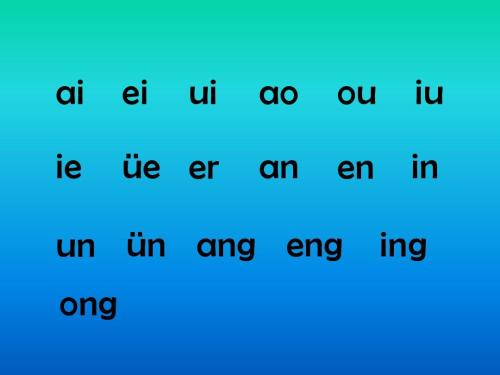 ai ei ui ao ou iu
ie üe er an en in
un ün ang eng ing
ong